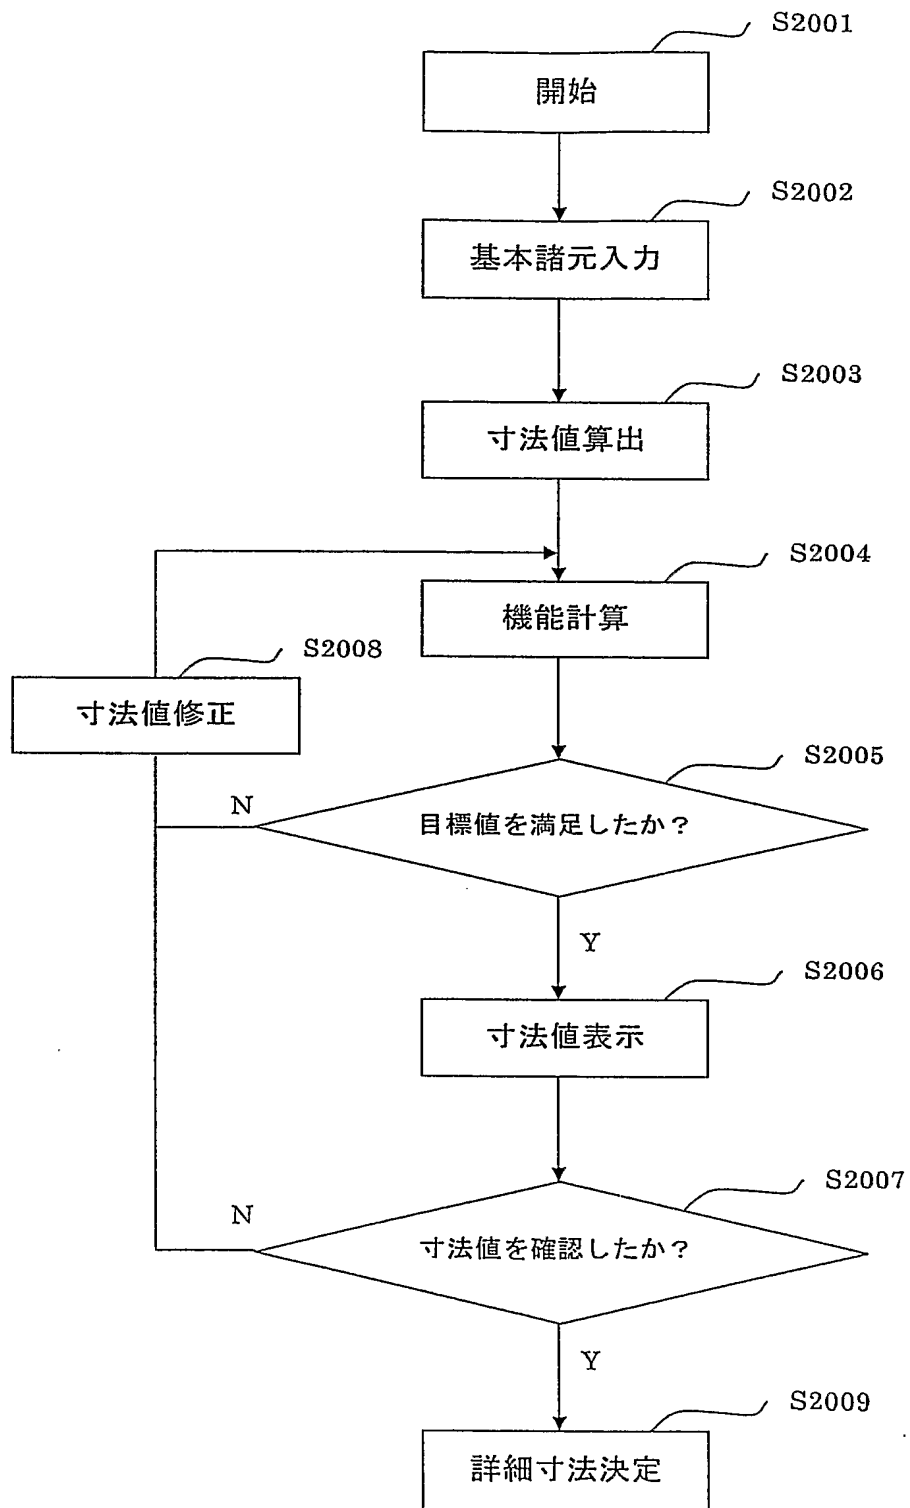 S2001
開始
S2002
基本諸元入力
S2003
寸法値算出
S2004
機能計算
S2008
寸法値修正
S2005
N
目標値を満足したか？
Y
S2006
寸法値表示
S2007
N
寸法値を確認したか？
Y
S2009
詳細寸法決定